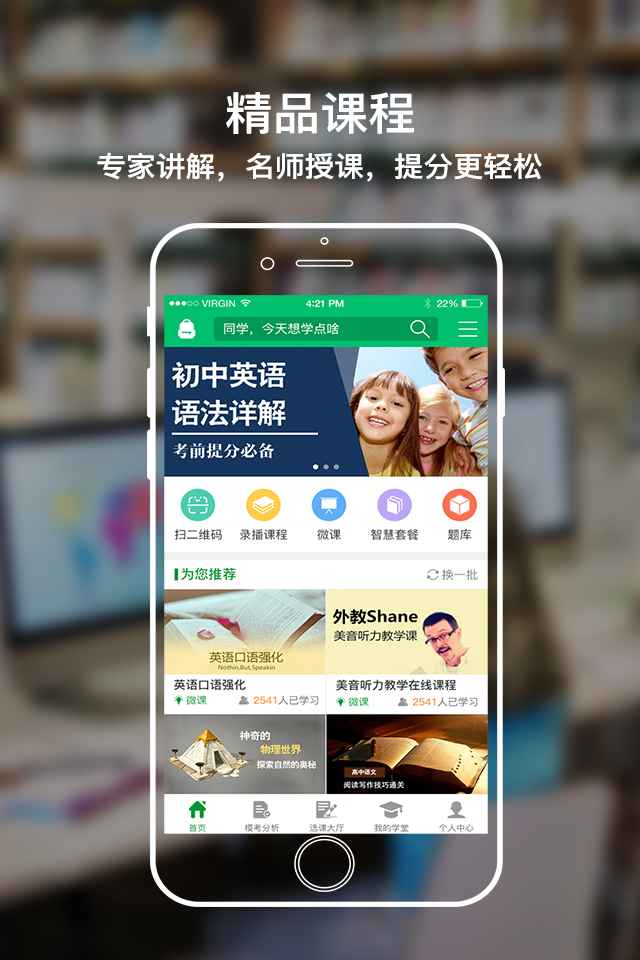 精品课程
专家讲解，名师授课，提分更轻松
VIRGIN 4:21 PM 22%
同学，今天想学点啥
初中英语
语法详解
考前提分必备
扫二维码 录播课程 微课 智慧套餐 题库
为您推荐 换一批
英语口语强化
Nothin,But,Speakin
外教Shane
美音听力教学课
英语口语强化 美音听力教学在线课程
微课 2541人已学习 微课 2541人已学习
神奇的
物理世界
探索自然的奥秘
高中语文
阅读写作技巧通关
首页 模考分析 选课大厅 我的学堂 个人中心